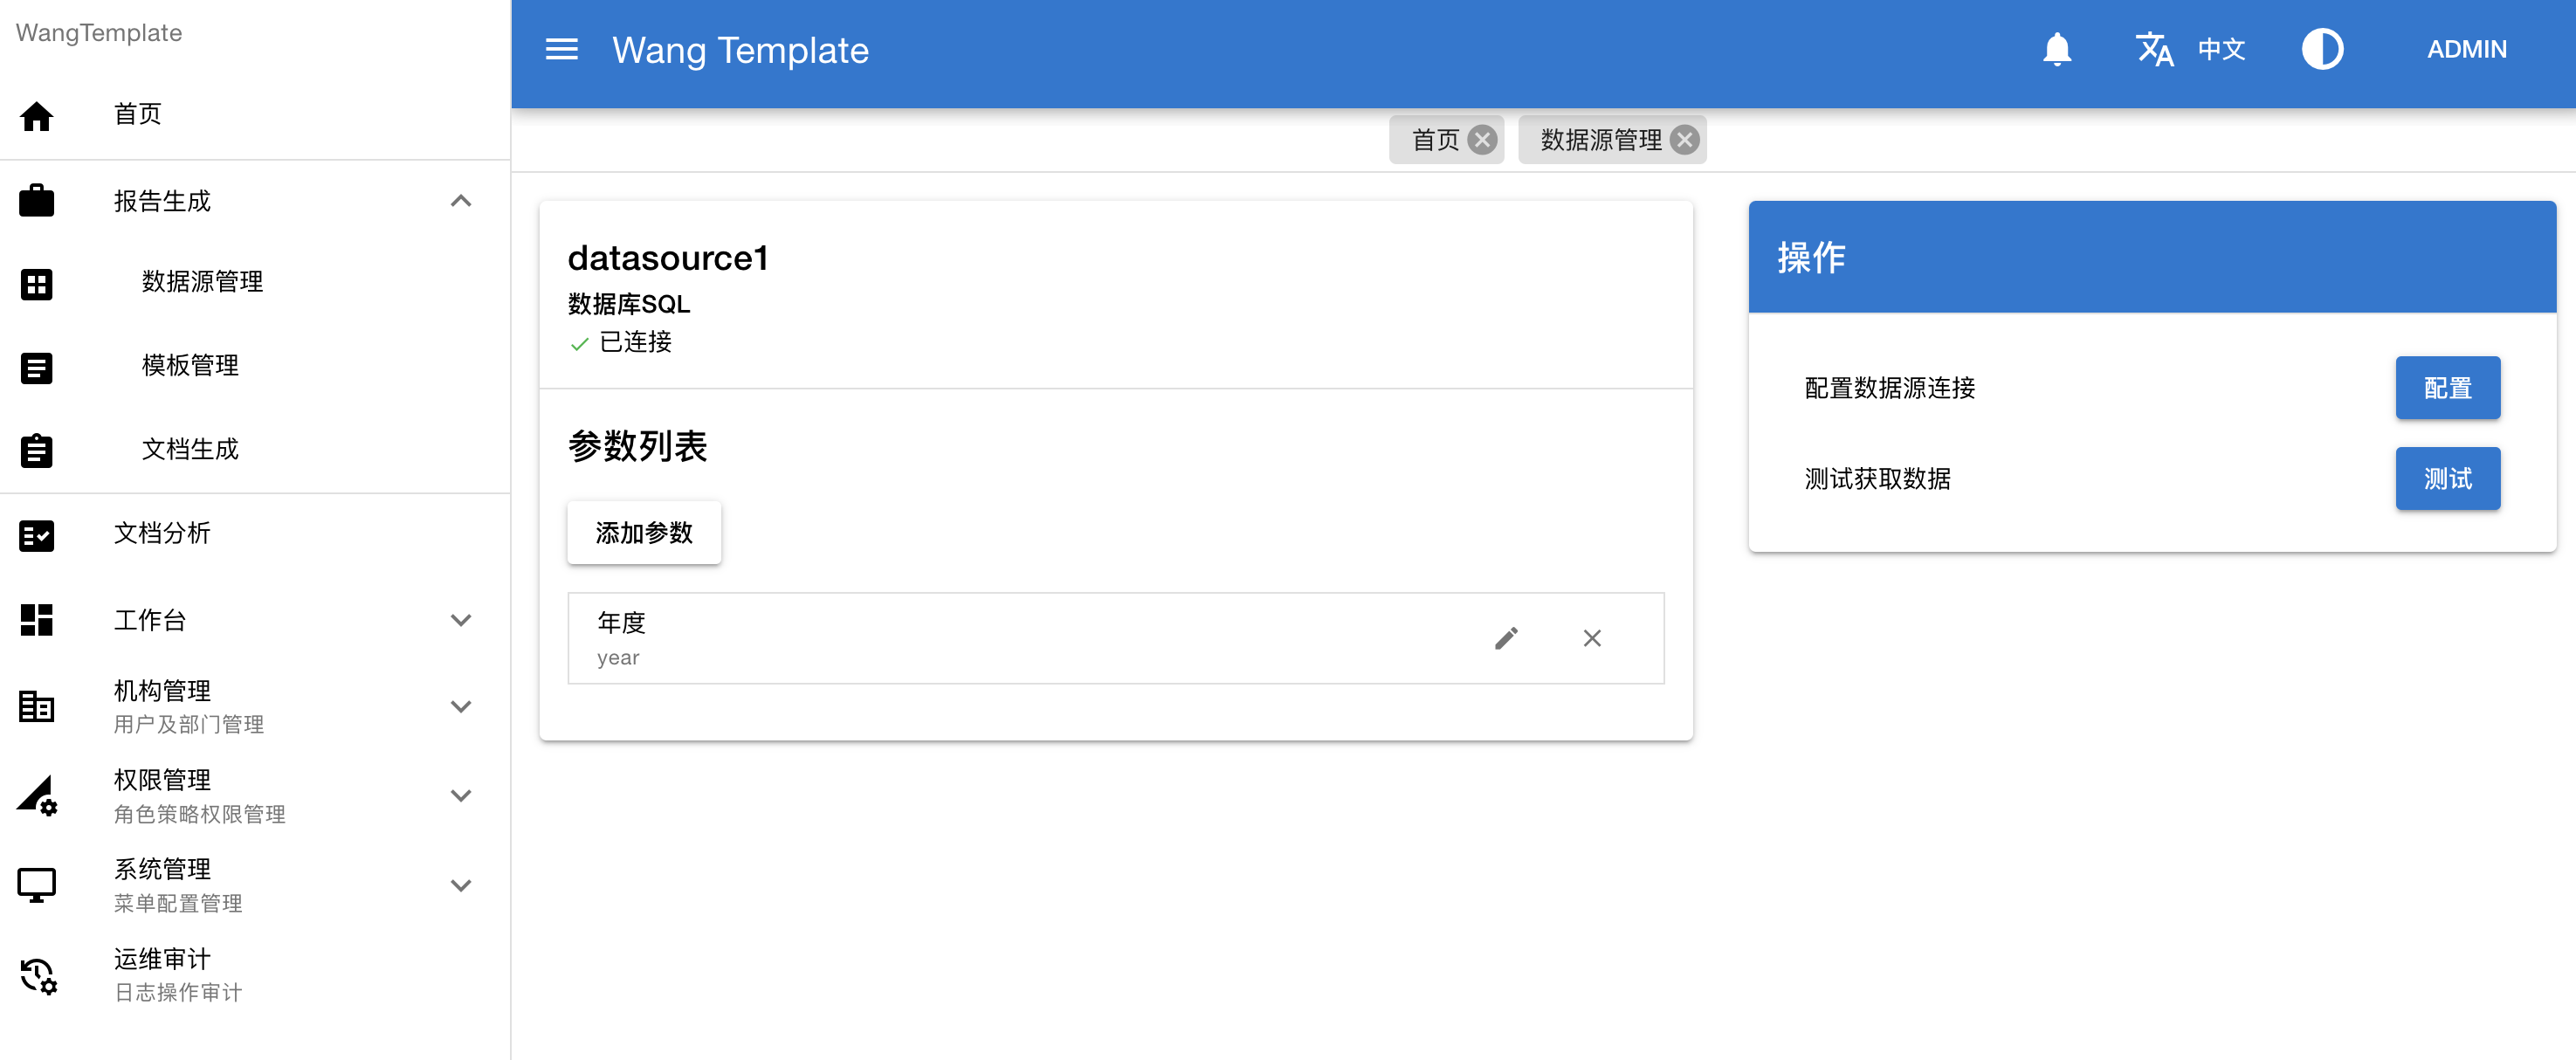 WangTemplate
首页
报告生成
数据源管理
模板管理
文档生成
文档分析
工作台
机构管理
用户及部门管理
权限管理
角色策略权限管理
系统管理
菜单配置管理
运维审计
日志操作审计
Wang Template
中文
ADMIN
首页
数据源管理
datasource1
数据库SQL
已连接
参数列表
添加参数
年度
year
操作
配置数据源连接
配置
测试获取数据
测试